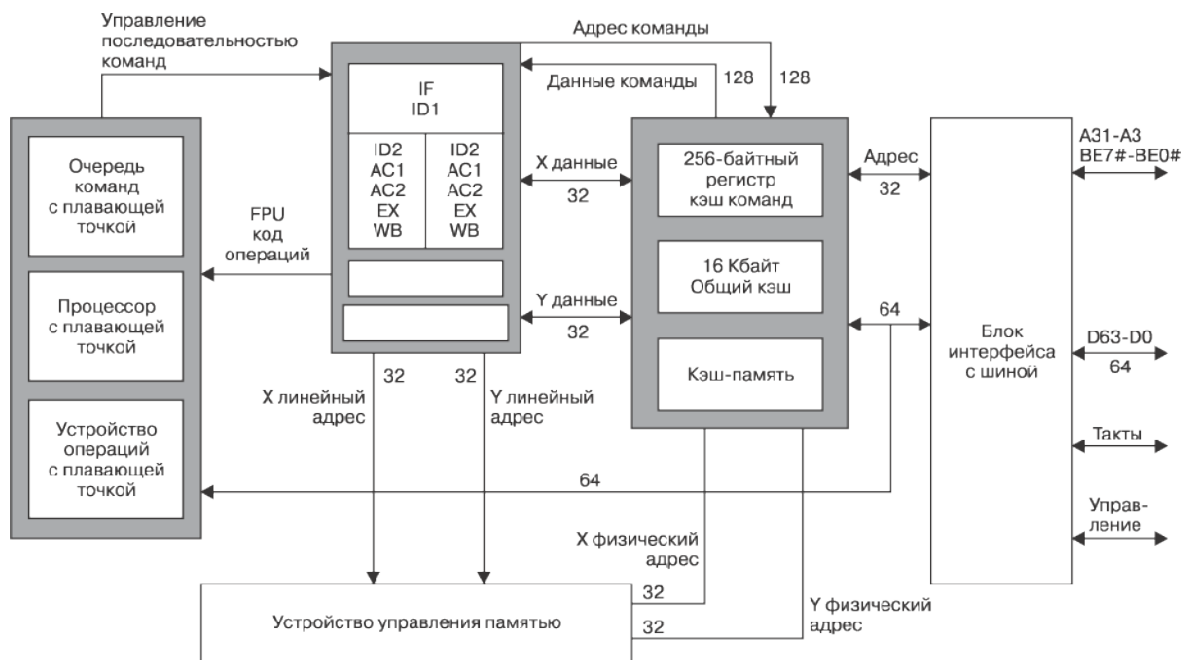 Управление
последовательностью
команд
Адрес команды
Данные команды
128
128
IF
ID1
ID2
AC1
AC2
EX
WB
ID2
AC1
AC2
EX
WB
Очередь
команд
с плавающей
точкой
Процессор
с плавающей
точкой
Устройство
операций
с плавающей
точкой
FPU
код
операций
X данные
32
Y данные
32
256-байтный
регистр
кэш команд
16 Кбайт
Общий кэш
Кэш-память
Адрес
32
64
Блок
интерфейса
с шиной
A31-A3
BE7#-BE0#
D63-D0
64
Такты
Управ-
ление
32
32
X линейный
адрес
Y линейный
адрес
64
X физический
адрес
32
32
Y физический
адрес
Устройство управления памятью